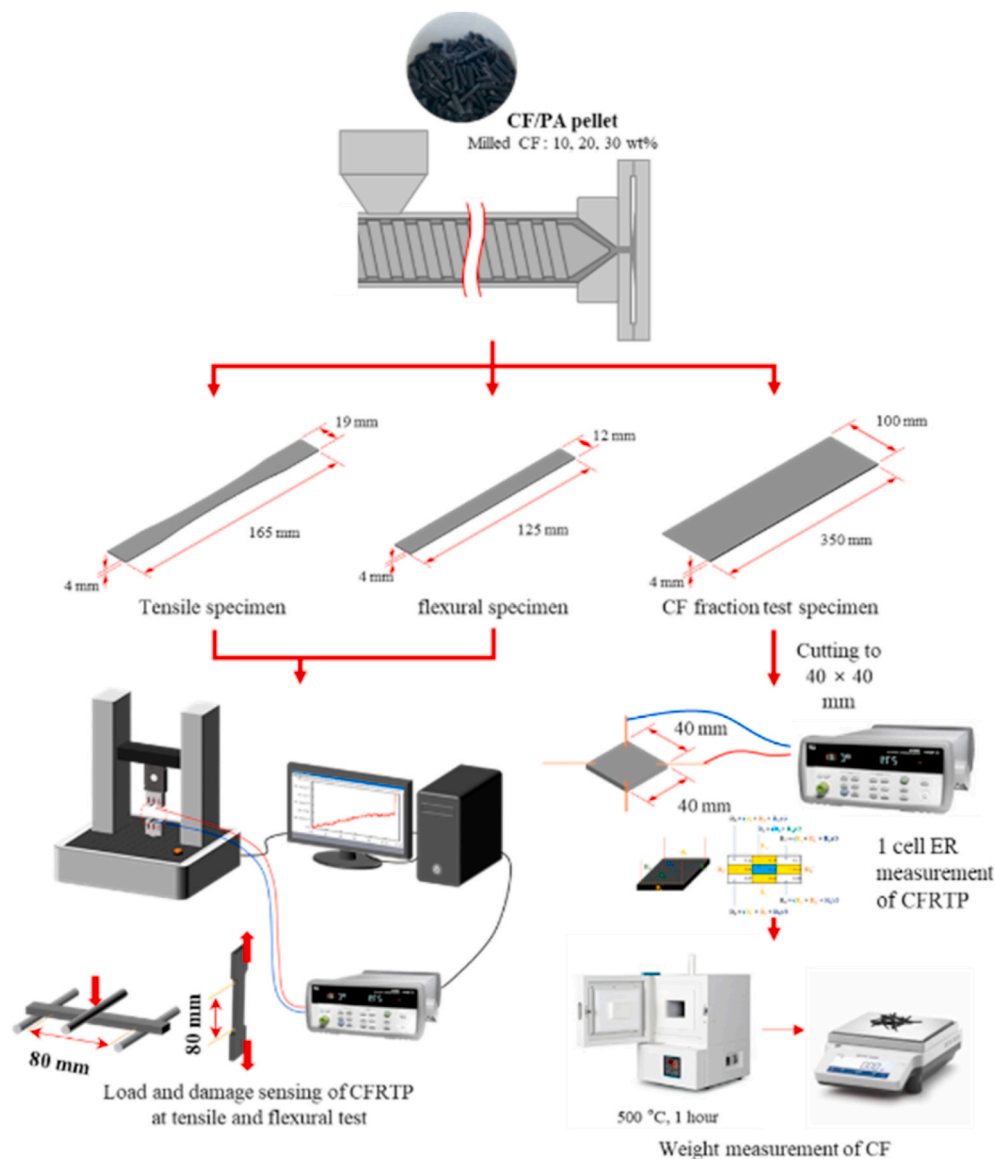 CF/PA pellet
Milled CF : 10, 20, 30 wt%
19 mm
165 mm
4 mm
Tensile specimen
12 mm
125 mm
4 mm
flexural specimen
100 mm
350 mm
4 mm
CF fraction test specimen
Cutting to
40 × 40
mm
40 mm
40 mm
1 cell ER
measurement
of CFRTP
80 mm
80 mm
Load and damage sensing of CFRTP
at tensile and flexural test
500 °C, 1 hour
Weight measurement of CF